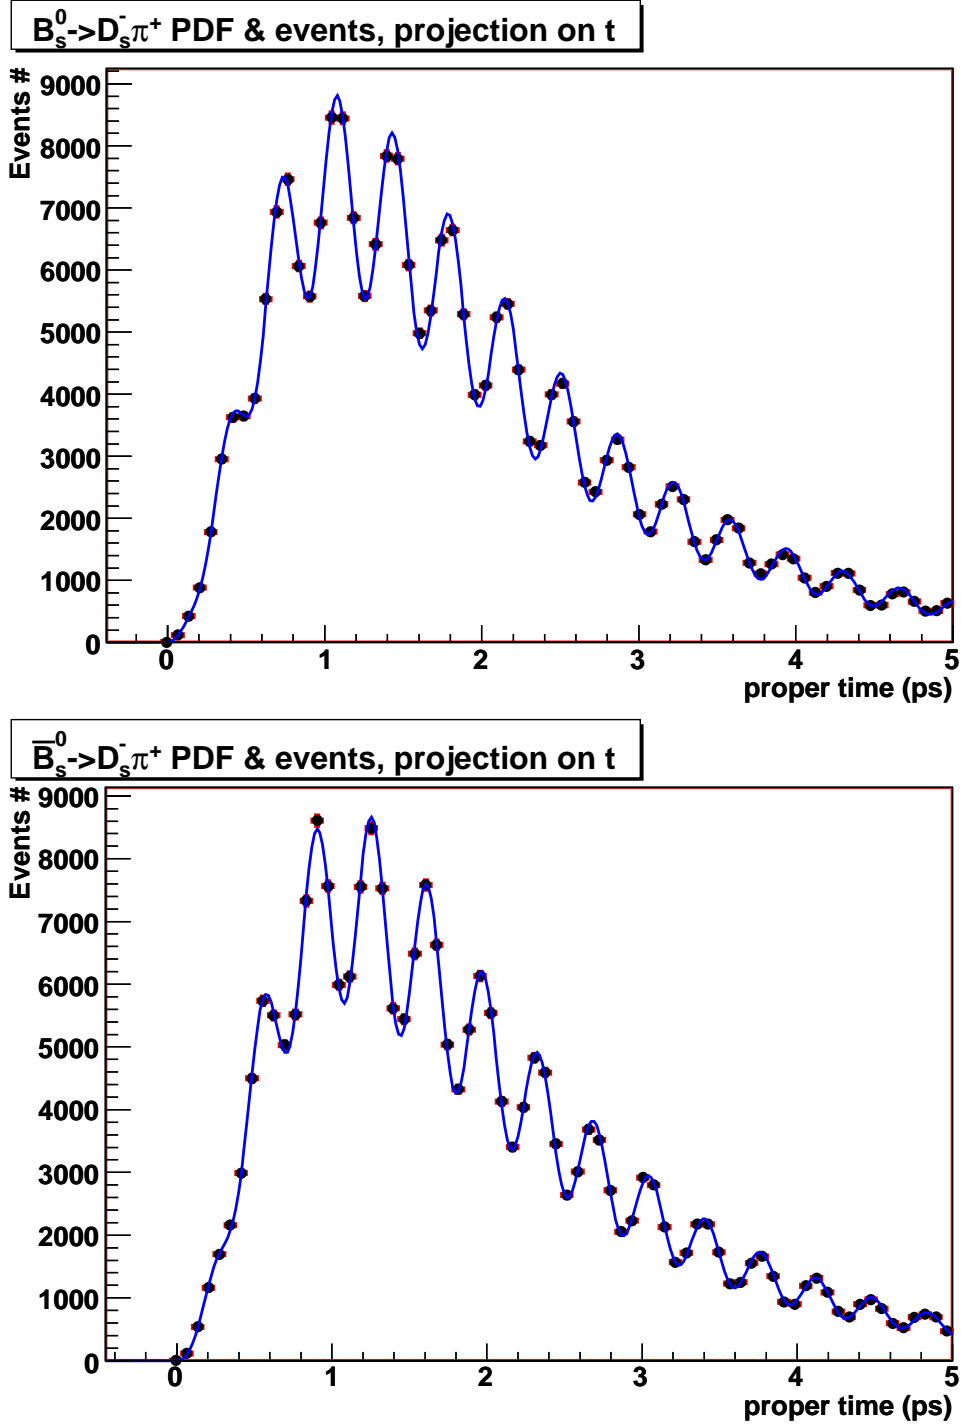 B⁰ₛ->D⁻ₛπ⁺ PDF & events, projection on t
Events #
9000
8000
7000
6000
5000
4000
3000
2000
1000
0
0 1 2 3 4 5
proper time (ps)
B̅⁰ₛ->D⁻ₛπ⁺ PDF & events, projection on t
Events #
9000
8000
7000
6000
5000
4000
3000
2000
1000
0
0 1 2 3 4 5
proper time (ps)